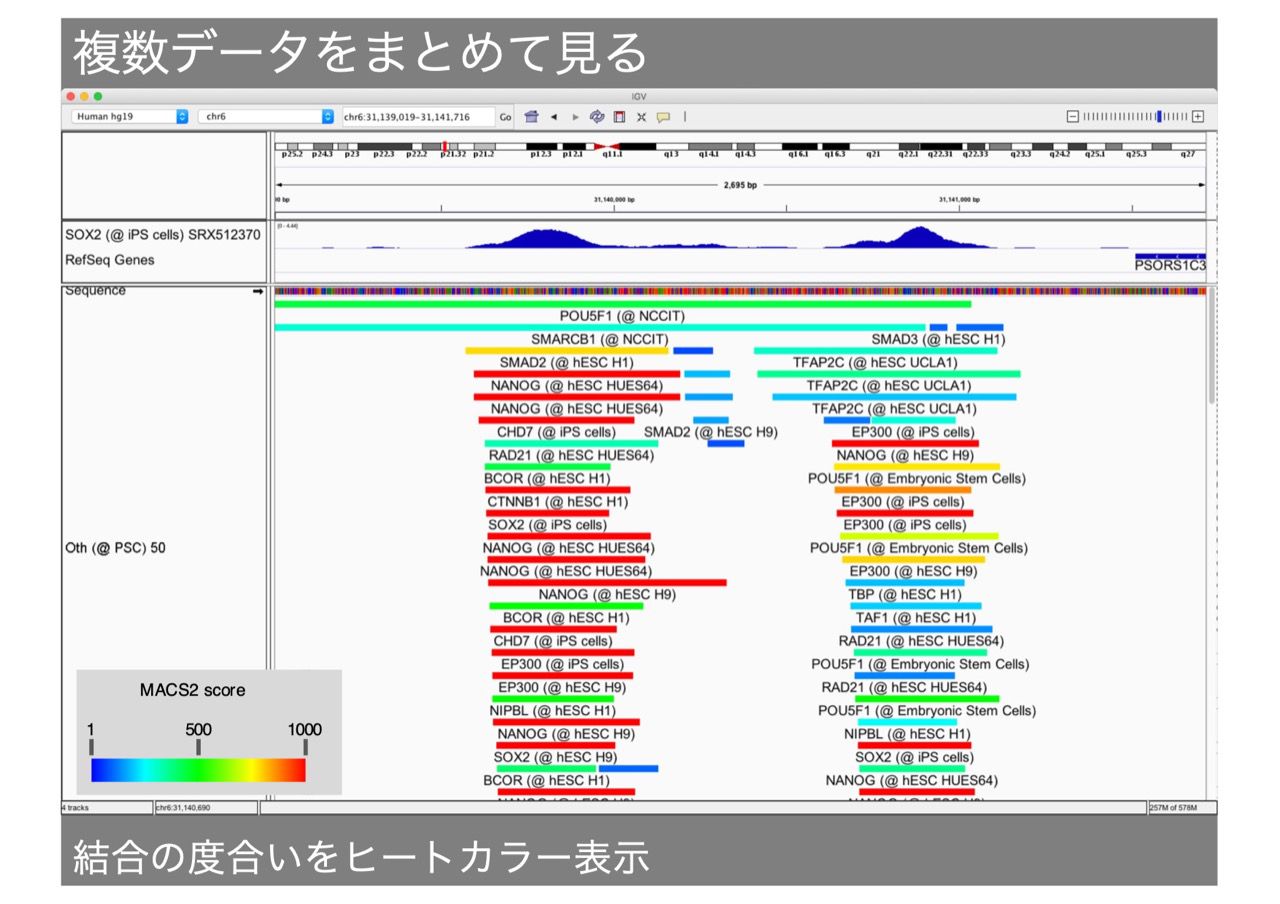 複数データをまとめて見る
IGV
Human hg19 chr6 chr6:31,139,019-31,141,716 Go
p25.2 p24.3 p23 p22.3 p22.2 p21.32 p21.2 p12.3 p12.1 q11.1 q13 q14.1 q14.3 q16.1 q16.3 q21 q22.1 q22.31 q22.33 q23.3 q24.2 q25.1 q25.3 q27
2,695 bp
31,140,000 bp 31,141,000 bp
SOX2 (@ iPS cells) SRX512370
[0 - 4.44]
RefSeq Genes
PSORS1C3
Sequence
POU5F1 (@ NCCIT)
SMARCB1 (@ NCCIT) SMAD3 (@ hESC H1)
SMAD2 (@ hESC H1) TFAP2C (@ hESC UCLA1)
NANOG (@ hESC HUES64) TFAP2C (@ hESC UCLA1)
NANOG (@ hESC HUES64) TFAP2C (@ hESC UCLA1)
CHD7 (@ iPS cells) SMAD2 (@ hESC H9) EP300 (@ iPS cells)
RAD21 (@ hESC HUES64) NANOG (@ hESC H9)
BCOR (@ hESC H1) POU5F1 (@ Embryonic Stem Cells)
CTNNB1 (@ hESC H1) EP300 (@ iPS cells)
SOX2 (@ iPS cells) EP300 (@ iPS cells)
Oth (@ PSC) 50
NANOG (@ hESC HUES64) POU5F1 (@ Embryonic Stem Cells)
NANOG (@ hESC HUES64) EP300 (@ hESC H9)
NANOG (@ hESC H9) TBP (@ hESC H1)
BCOR (@ hESC H1) TAF1 (@ hESC H1)
CHD7 (@ iPS cells) RAD21 (@ hESC HUES64)
EP300 (@ iPS cells) POU5F1 (@ Embryonic Stem Cells)
EP300 (@ hESC H9) RAD21 (@ hESC HUES64)
NIPBL (@ hESC H1) POU5F1 (@ Embryonic Stem Cells)
NANOG (@ hESC H9) NIPBL (@ hESC H1)
SOX2 (@ hESC H9) SOX2 (@ iPS cells)
BCOR (@ hESC H1) NANOG (@ hESC HUES64)
MACS2 score
1 500 1000
4 tracks chr6:31,140,690 257M of 578M
結合の度合いをヒートカラー表示